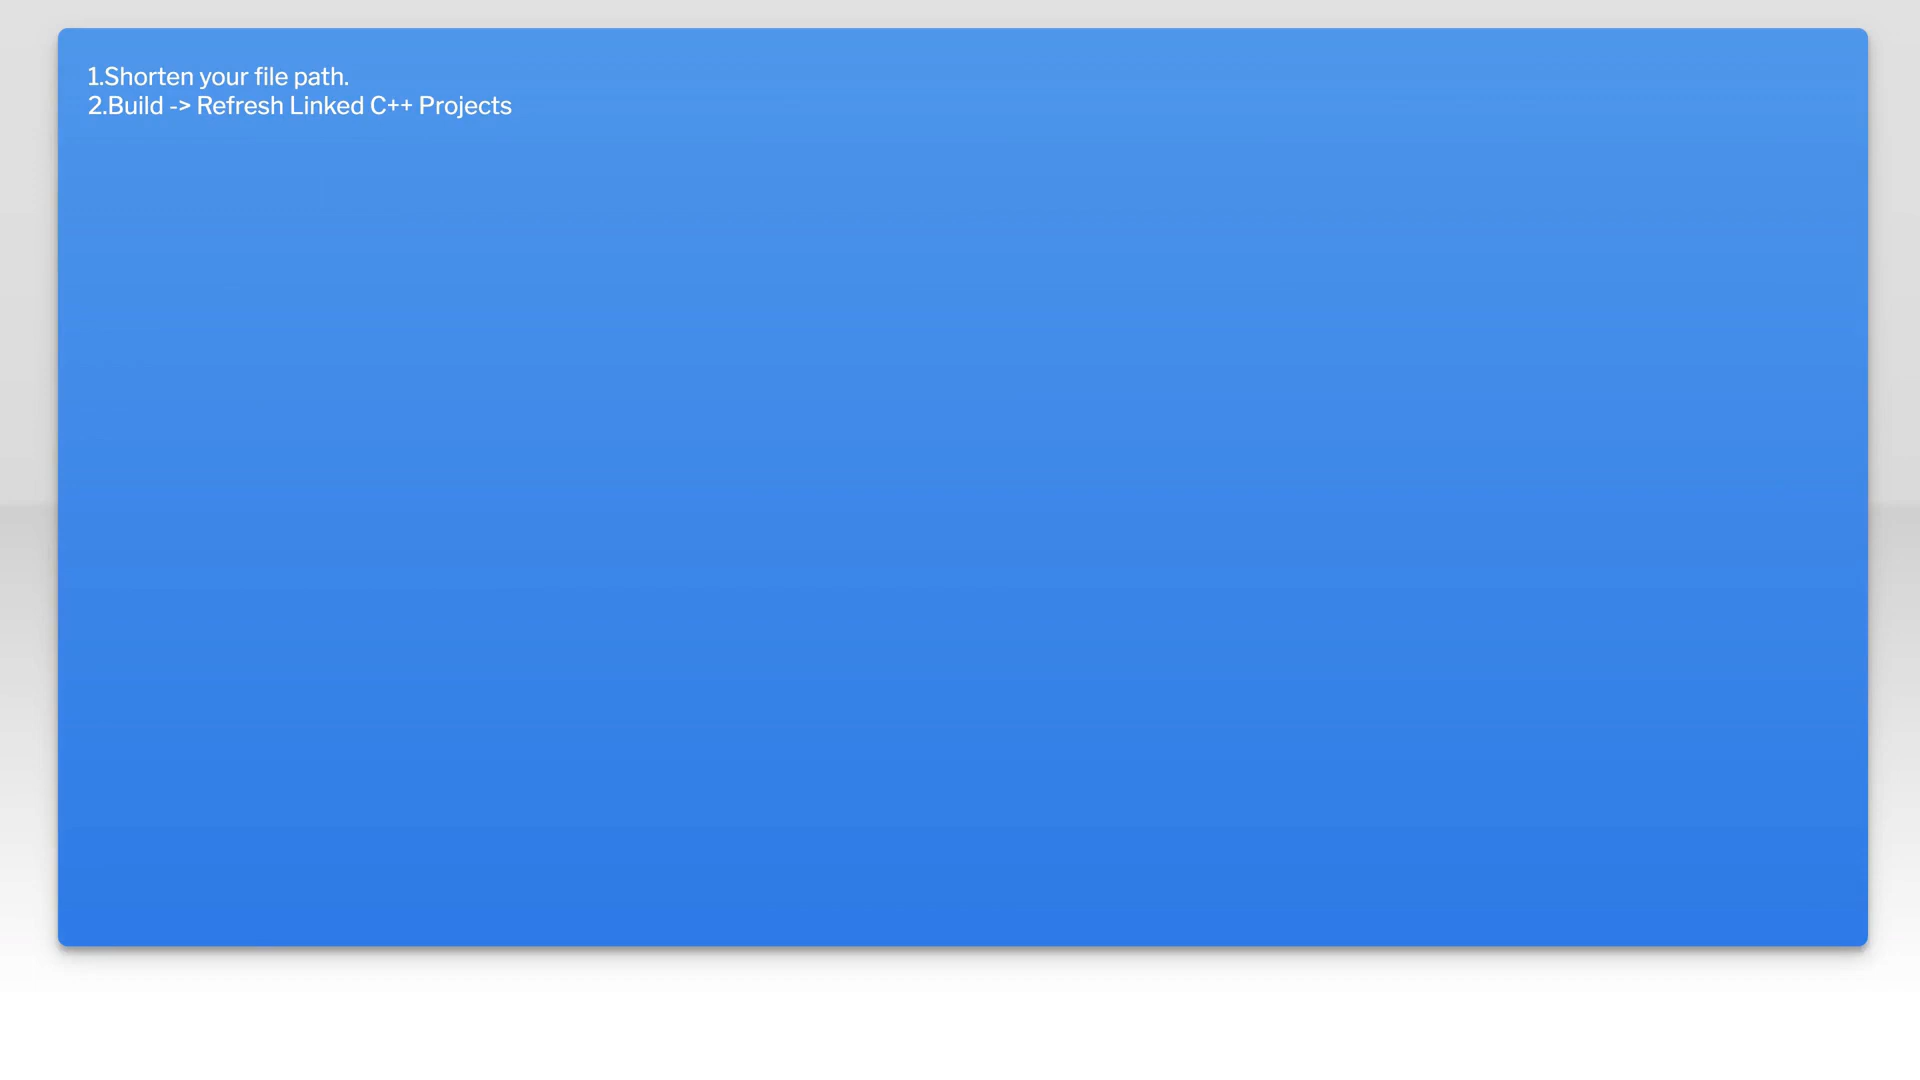 1.Shorten your file path.
2.Build -> Refresh Linked C++ Projects